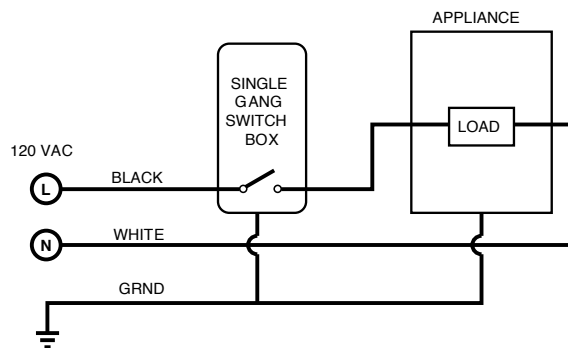 APPLIANCE
SINGLE
GANG
SWITCH
BOX
LOAD
120 VAC
L
BLACK
N
WHITE
GRND